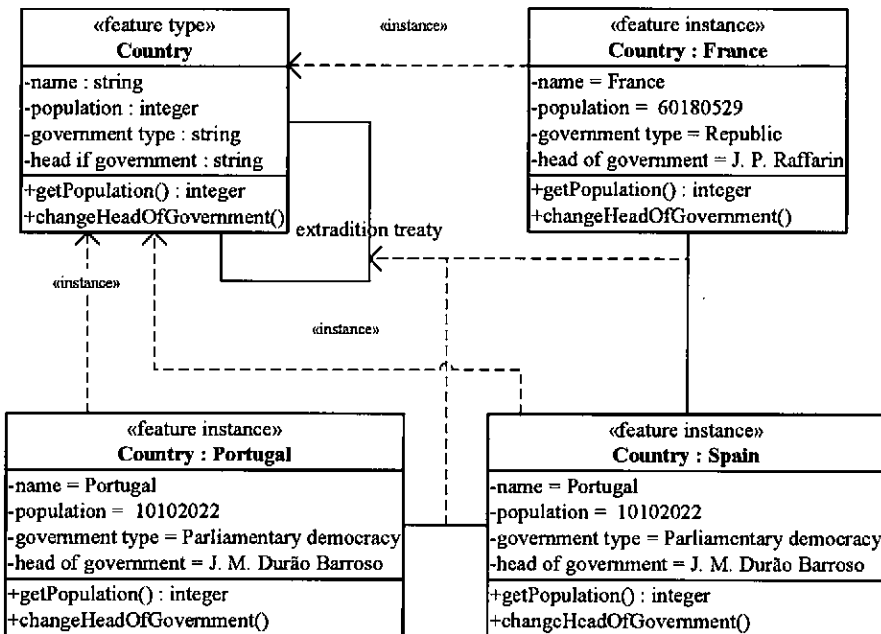 «feature type»
Country
-name : string
-population : integer
-government type : string
-head if government : string
+getPopulation() : integer
+changeHeadOfGovernment()
«instance»
«feature instance»
Country : France
-name = France
-population = 60180529
-government type = Republic
-head of government = J. P. Raffarin
+getPopulation() : integer
+changeHeadOfGovernment()
extradition treaty
«instance»
«instance»
«feature instance»
Country : Portugal
-name = Portugal
-population = 10102022
-government type = Parliamentary democracy
-head of government = J. M. Durão Barroso
+getPopulation() : integer
+changeHeadOfGovernment()
«feature instance»
Country : Spain
-name = Portugal
-population = 10102022
-government type = Parliamentary democracy
-head of government = J. M. Durão Barroso
+getPopulation() : integer
+changeHeadOfGovernment()